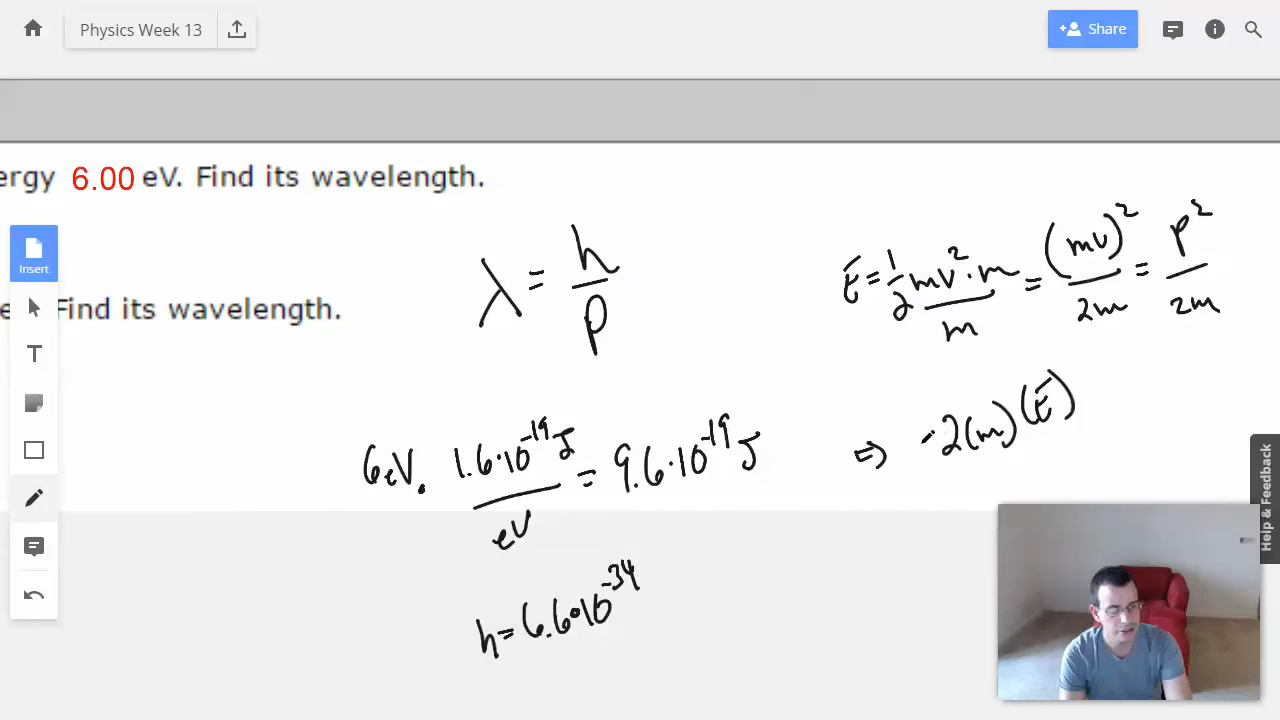 Physics Week 13
Share
ergy 6.00 eV. Find its wavelength.
Insert
Find its wavelength.
λ = h/p
E = 1/2 mv² · m / m = (mv)² / 2m = p² / 2m
6eV · 1.6·10⁻¹⁹ J / eV = 9.6·10⁻¹⁹ J
⇒ 2(m)(E)
h = 6.6·10⁻³⁴
Help & Feedback